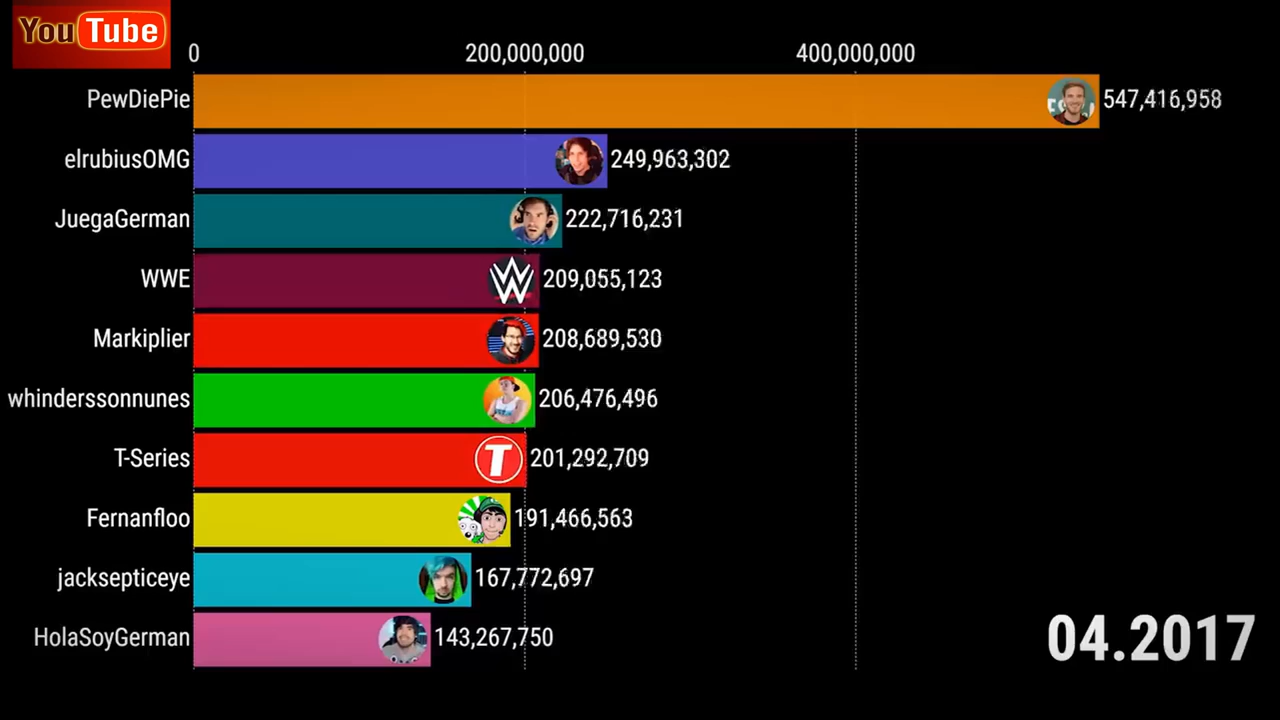 YouTube
0 200,000,000 400,000,000
PewDiePie 547,416,958
elrubiusOMG 249,963,302
JuegaGerman 222,716,231
WWE W 209,055,123
Markiplier 208,689,530
whinderssonnunes 206,476,496
T-Series T 201,292,709
Fernanfloo 191,466,563
jacksepticeye 167,772,697
HolaSoyGerman 143,267,750
04.2017